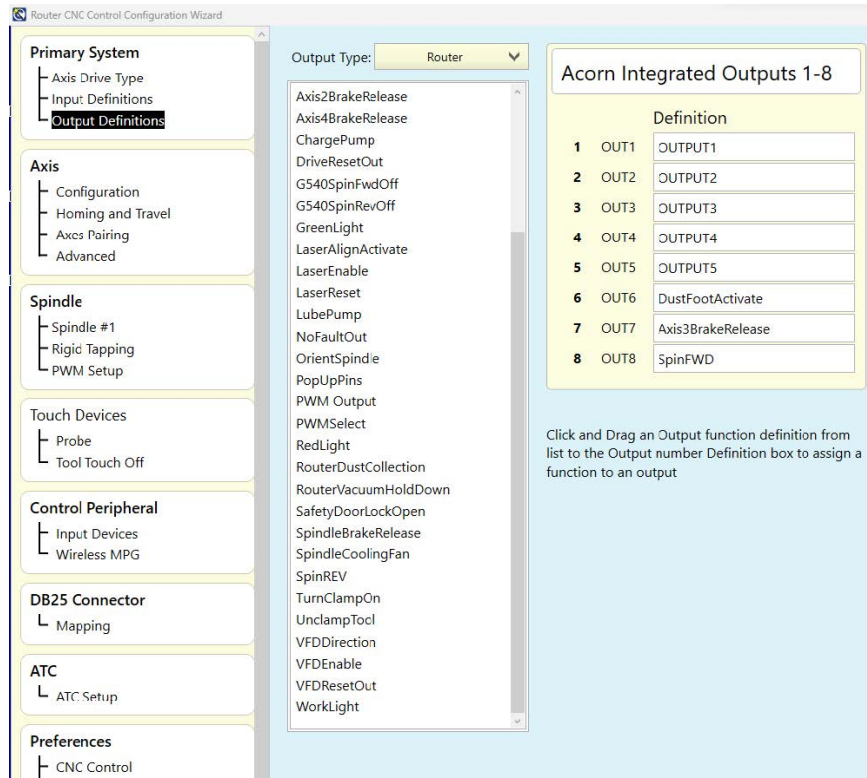 Router CNC Control Configuration Wizard
Primary System
Axis Drive Type
Input Definitions
Output Definitions
Axis
Configuration
Homing and Travel
Axes Pairing
Advanced
Spindle
Spindle #1
Rigid Tapping
PWM Setup
Touch Devices
Probe
Tool Touch Off
Control Peripheral
Input Devices
Wireless MPG
DB25 Connector
Mapping
ATC
ATC Setup
Preferences
CNC Control
Output Type: Router
Axis2BrakeRelease
Axis4BrakeRelease
ChargePump
DriveResetOut
G540SpinFwdOff
G540SpinRevOff
GreenLight
LaserAlignActivate
LaserEnable
LaserReset
LubePump
NoFaultOut
OrientSpindle
PopUpPins
PWM Output
PWMSelect
RedLight
RouterDustCollection
RouterVacuumHoldDown
SafetyDoorLockOpen
SpindleBrakeRelease
SpindleCoolingFan
SpinREV
TurnClampOn
UnclampTool
VFDDirection
VFDEnable
VFDResetOut
WorkLight
Acorn Integrated Outputs 1-8
Definition
1 OUT1 OUTPUT1
2 OUT2 OUTPUT2
3 OUT3 OUTPUT3
4 OUT4 OUTPUT4
5 OUT5 OUTPUT5
6 OUT6 DustFootActivate
7 OUT7 Axis3BrakeRelease
8 OUT8 SpinFWD
Click and Drag an Output function definition from
list to the Output number Definition box to assign a
function to an output